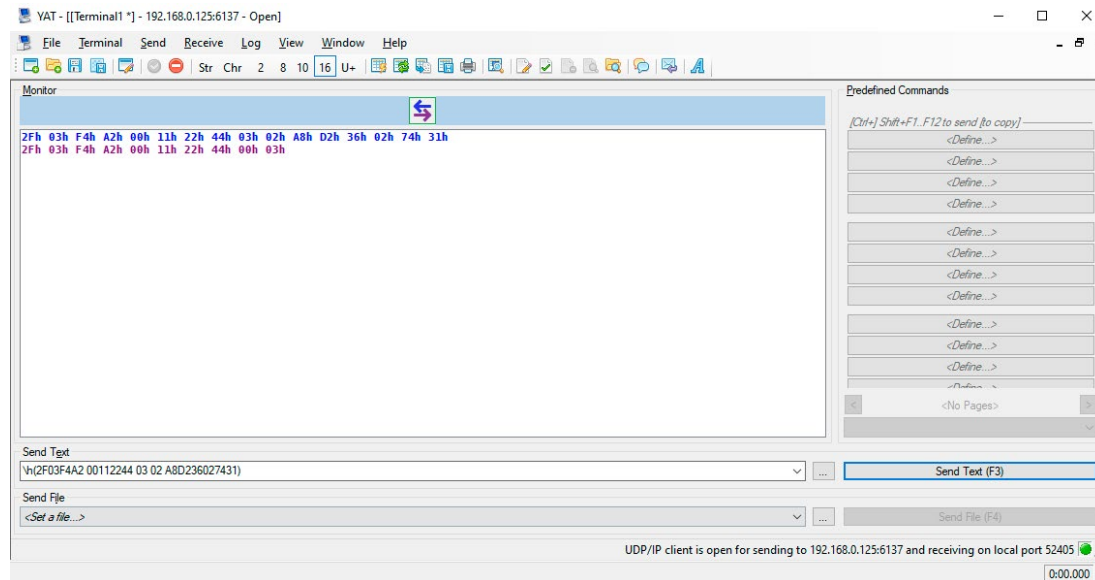 YAT - [[Terminal1 *] - 192.168.0.125:6137 - Open]
File Terminal Send Receive Log View Window Help
Str Chr 2 8 10 16 U+
Monitor
Predefined Commands
[Ctrl+] Shift+F1..F12 to send [to copy]
2Fh 03h F4h A2h 00h 11h 22h 44h 03h 02h A8h D2h 36h 02h 74h 31h
2Fh 03h F4h A2h 00h 11h 22h 44h 00h 03h
<Define...>
<Define...>
<Define...>
<Define...>
<Define...>
<Define...>
<Define...>
<Define...>
<Define...>
<Define...>
<Define...>
<No Pages>
Send Text
\h(2F03F4A2 00112244 03 02 A8D236027431)
...
Send Text (F3)
Send File
<Set a file...>
...
Send File (F4)
UDP/IP client is open for sending to 192.168.0.125:6137 and receiving on local port 52405
0:00.000